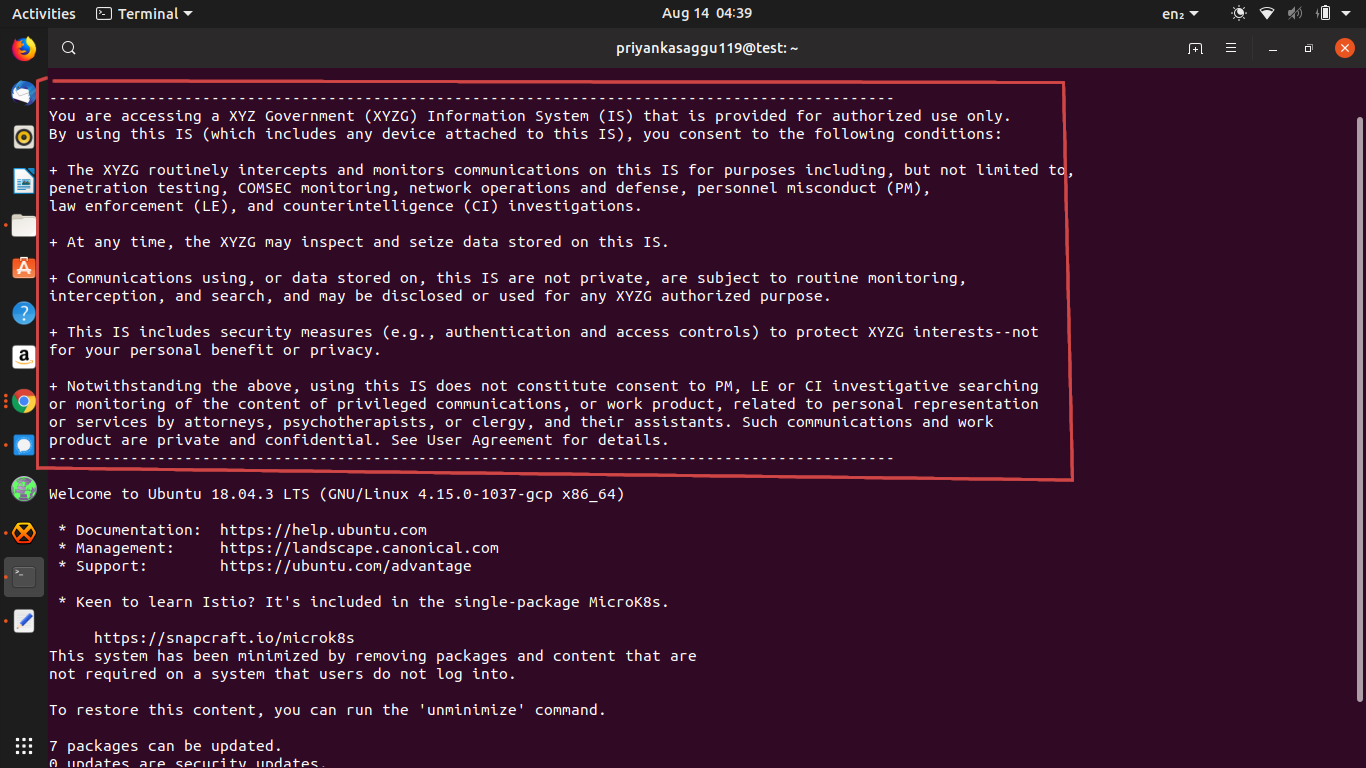 Activities Terminal Aug 14 04:39 en₂
priyankasaggu119@test: ~
---------------------------------------------------------------------------------------------
You are accessing a XYZ Government (XYZG) Information System (IS) that is provided for authorized use only.
By using this IS (which includes any device attached to this IS), you consent to the following conditions:
+ The XYZG routinely intercepts and monitors communications on this IS for purposes including, but not limited to,
penetration testing, COMSEC monitoring, network operations and defense, personnel misconduct (PM),
law enforcement (LE), and counterintelligence (CI) investigations.
+ At any time, the XYZG may inspect and seize data stored on this IS.
+ Communications using, or data stored on, this IS are not private, are subject to routine monitoring,
interception, and search, and may be disclosed or used for any XYZG authorized purpose.
+ This IS includes security measures (e.g., authentication and access controls) to protect XYZG interests--not
for your personal benefit or privacy.
+ Notwithstanding the above, using this IS does not constitute consent to PM, LE or CI investigative searching
or monitoring of the content of privileged communications, or work product, related to personal representation
or services by attorneys, psychotherapists, or clergy, and their assistants. Such communications and work
product are private and confidential. See User Agreement for details.
---------------------------------------------------------------------------------------------
Welcome to Ubuntu 18.04.3 LTS (GNU/Linux 4.15.0-1037-gcp x86_64)
* Documentation: https://help.ubuntu.com
* Management: https://landscape.canonical.com
* Support: https://ubuntu.com/advantage
* Keen to learn Istio? It's included in the single-package MicroK8s.
https://snapcraft.io/microk8s
This system has been minimized by removing packages and content that are
not required on a system that users do not log into.
To restore this content, you can run the 'unminimize' command.
7 packages can be updated.
0 updates are security updates.